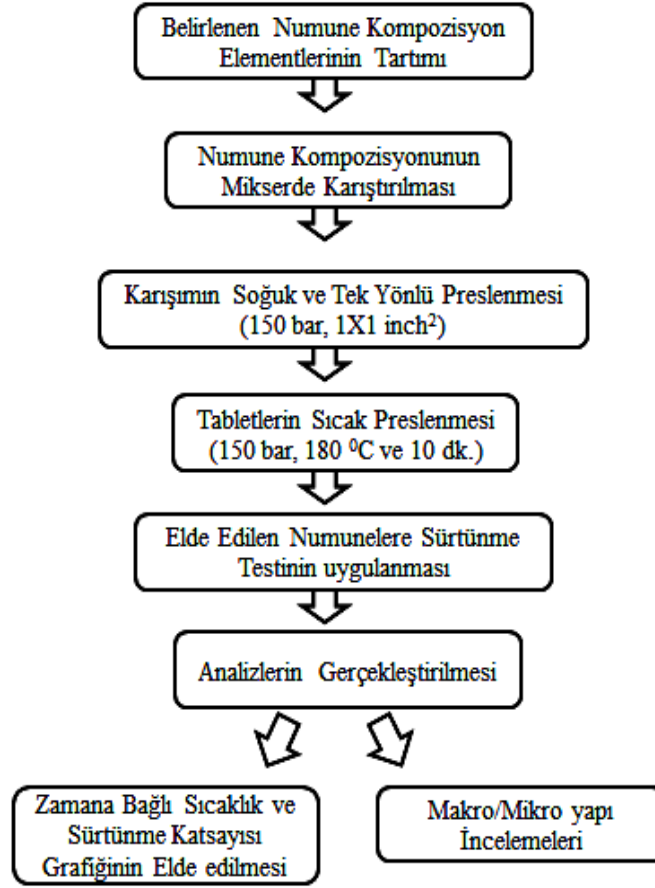 Belirlenen Numune Kompozisyon
Elementlerinin Tartımı
Numune Kompozisyonunun
Mikserde Karıştırılması
Karışımın Soğuk ve Tek Yönlü Preslenmesi
(150 bar, 1X1 inch²)
Tabletlerin Sıcak Preslenmesi
(150 bar, 180 ⁰C ve 10 dk.)
Elde Edilen Numunelere Sürtünme
Testinin uygulanması
Analizlerin Gerçekleştirilmesi
Zamana Bağlı Sıcaklık ve
Sürtünme Katsayısı
Grafiğinin Elde edilmesi
Makro/Mikro yapı
İncelemeleri